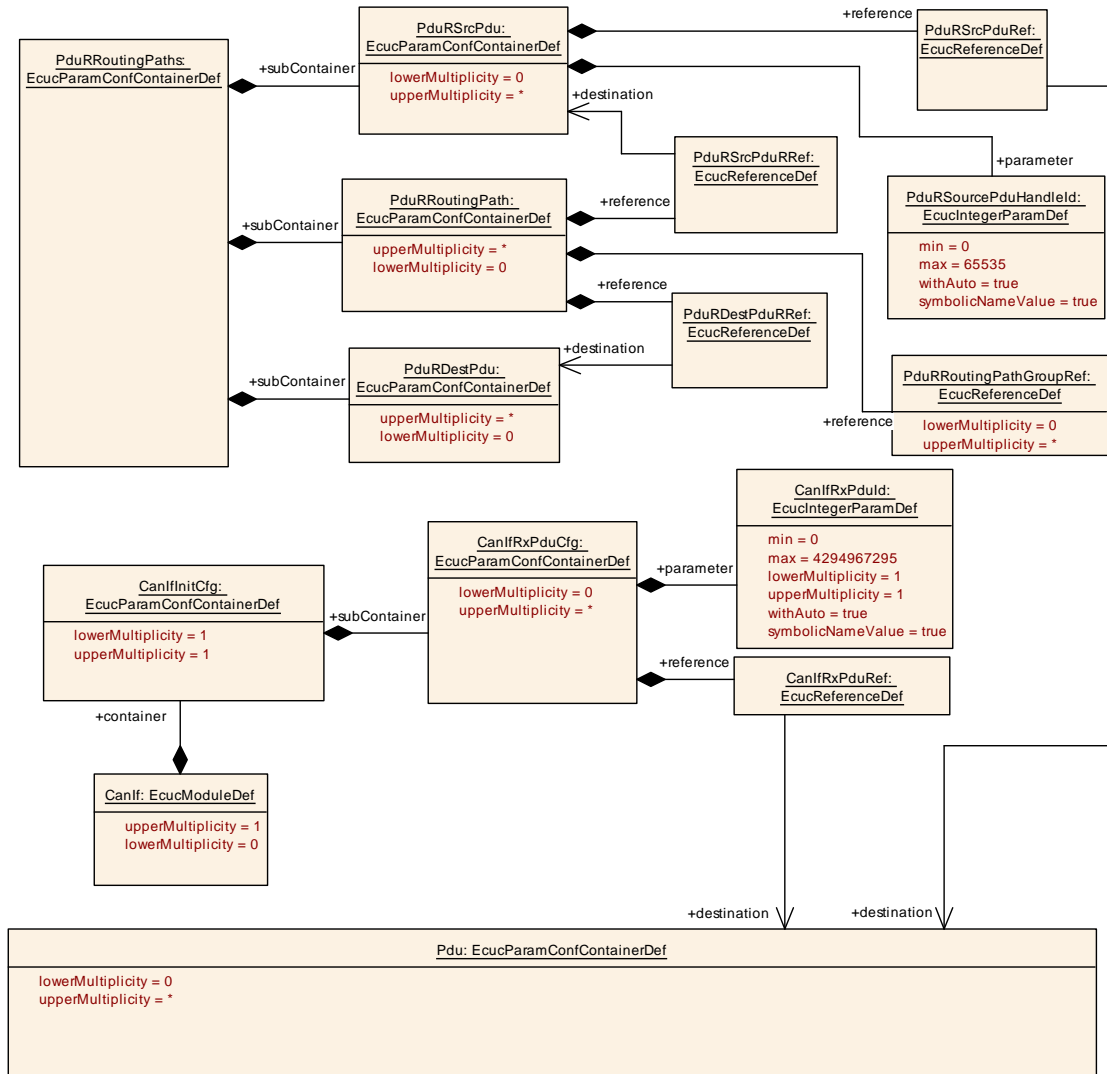 +reference
PduRSrcPdu:
EcucParamConfContainerDef
lowerMultiplicity = 0
upperMultiplicity = *
PduRSrcPduRef:
EcucReferenceDef
PduRRoutingPaths:
EcucParamConfContainerDef
+subContainer
+destination
PduRSrcPduRRef:
EcucReferenceDef
+parameter
PduRSourcePduHandleId:
EcucIntegerParamDef
min = 0
max = 65535
withAuto = true
symbolicNameValue = true
+subContainer
PduRRoutingPath:
EcucParamConfContainerDef
upperMultiplicity = *
lowerMultiplicity = 0
+reference
+reference
PduRDestPduRRef:
EcucReferenceDef
+destination
+subContainer
PduRDestPdu:
EcucParamConfContainerDef
upperMultiplicity = *
lowerMultiplicity = 0
PduRRoutingPathGroupRef:
EcucReferenceDef
+reference
lowerMultiplicity = 0
upperMultiplicity = *
CanIfRxPduId:
EcucIntegerParamDef
min = 0
max = 4294967295
lowerMultiplicity = 1
upperMultiplicity = 1
withAuto = true
symbolicNameValue = true
CanIfRxPduCfg:
EcucParamConfContainerDef
lowerMultiplicity = 0
upperMultiplicity = *
+parameter
CanIfInitCfg:
EcucParamConfContainerDef
lowerMultiplicity = 1
upperMultiplicity = 1
+subContainer
+reference
CanIfRxPduRef:
EcucReferenceDef
+container
CanIf: EcucModuleDef
upperMultiplicity = 1
lowerMultiplicity = 0
+destination
+destination
Pdu: EcucParamConfContainerDef
lowerMultiplicity = 0
upperMultiplicity = *